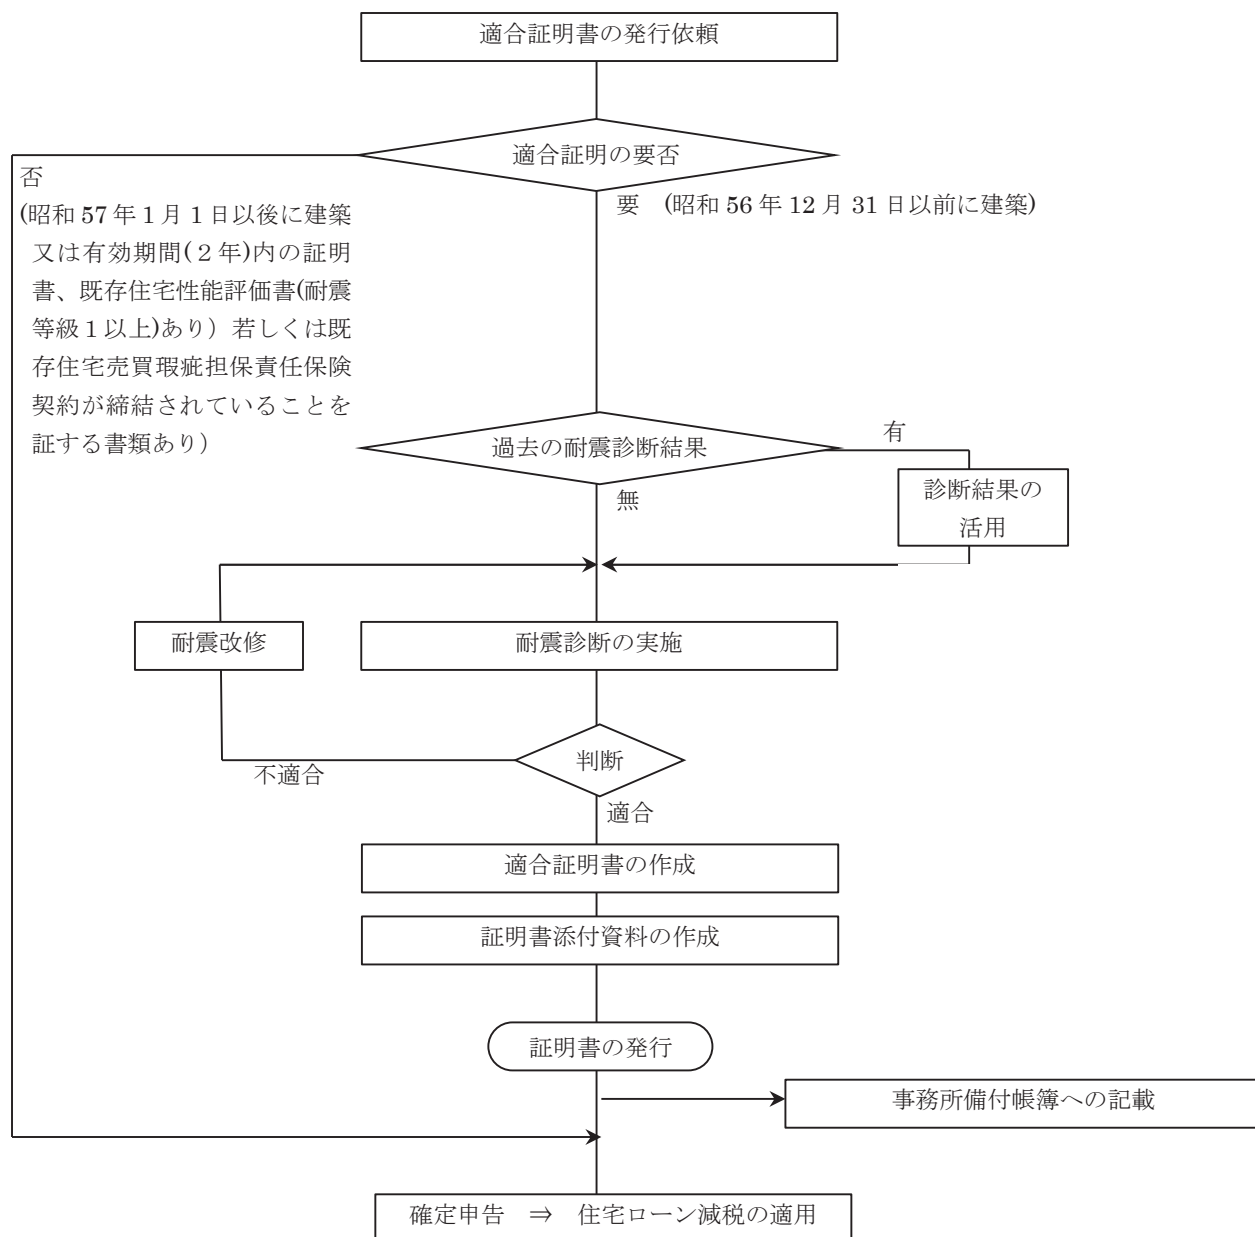 適合証明書の発行依頼
適合証明の要否
否
要　(昭和 56 年 12 月 31 日以前に建築)
(昭和 57 年１月１日以後に建築
又は有効期間(２年)内の証明
書、既存住宅性能評価書(耐震
等級１以上)あり）若しくは既
存住宅売買瑕疵担保責任保険
契約が締結されていることを
証する書類あり）
過去の耐震診断結果
有
無
診断結果の
活用
耐震改修
耐震診断の実施
判断
不適合
適合
適合証明書の作成
証明書添付資料の作成
証明書の発行
事務所備付帳簿への記載
確定申告　⇒　住宅ローン減税の適用